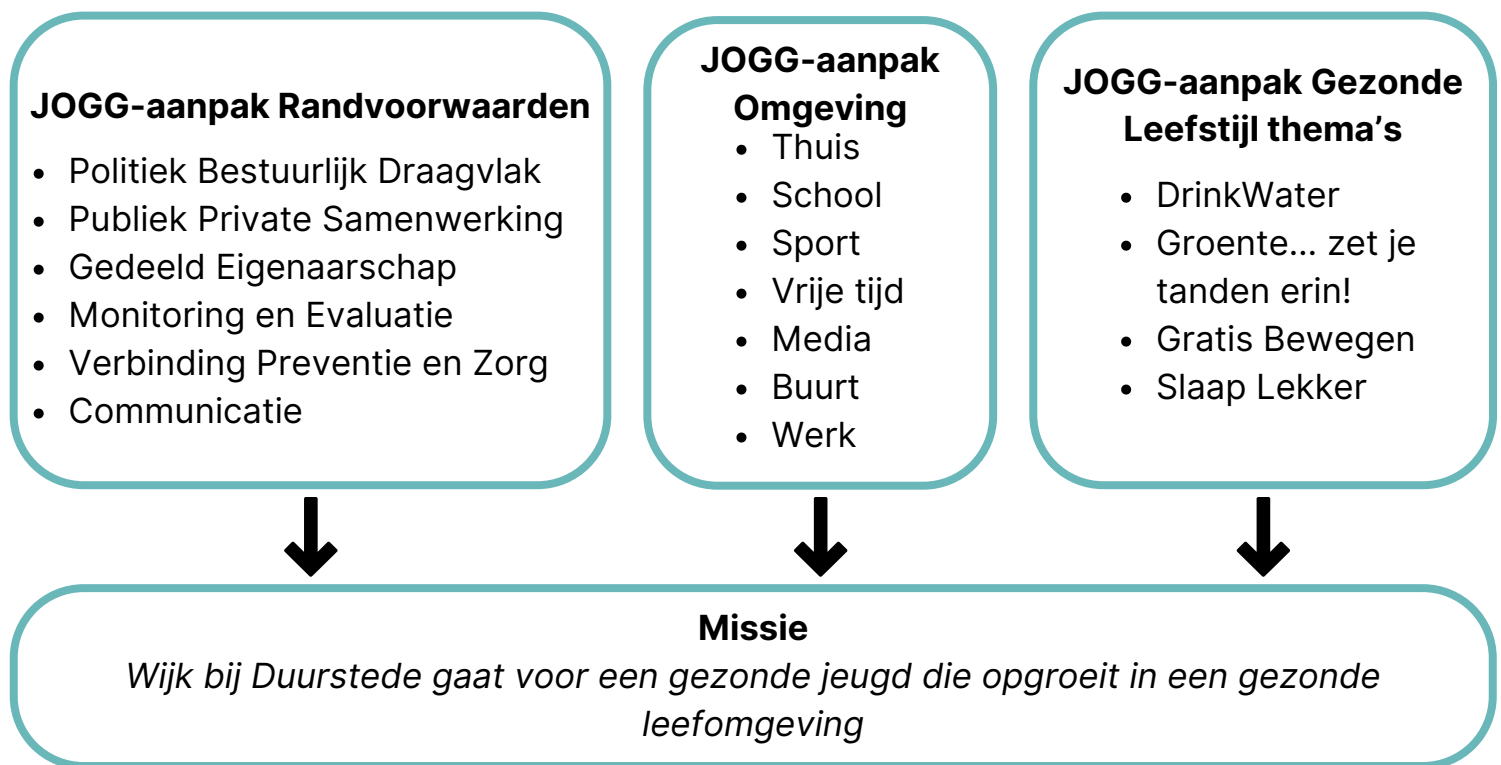 JOGG-aanpak Randvoorwaarden
• Politiek Bestuurlijk Draagvlak
• Publiek Private Samenwerking
• Gedeeld Eigenaarschap
• Monitoring en Evaluatie
• Verbinding Preventie en Zorg
• Communicatie
JOGG-aanpak
Omgeving
• Thuis
• School
• Sport
• Vrije tijd
• Media
• Buurt
• Werk
JOGG-aanpak Gezonde
Leefstijl thema’s
• DrinkWater
• Groente... zet je
tanden erin!
• Gratis Bewegen
• Slaap Lekker
Missie
Wijk bij Duurstede gaat voor een gezonde jeugd die opgroeit in een gezonde
leefomgeving